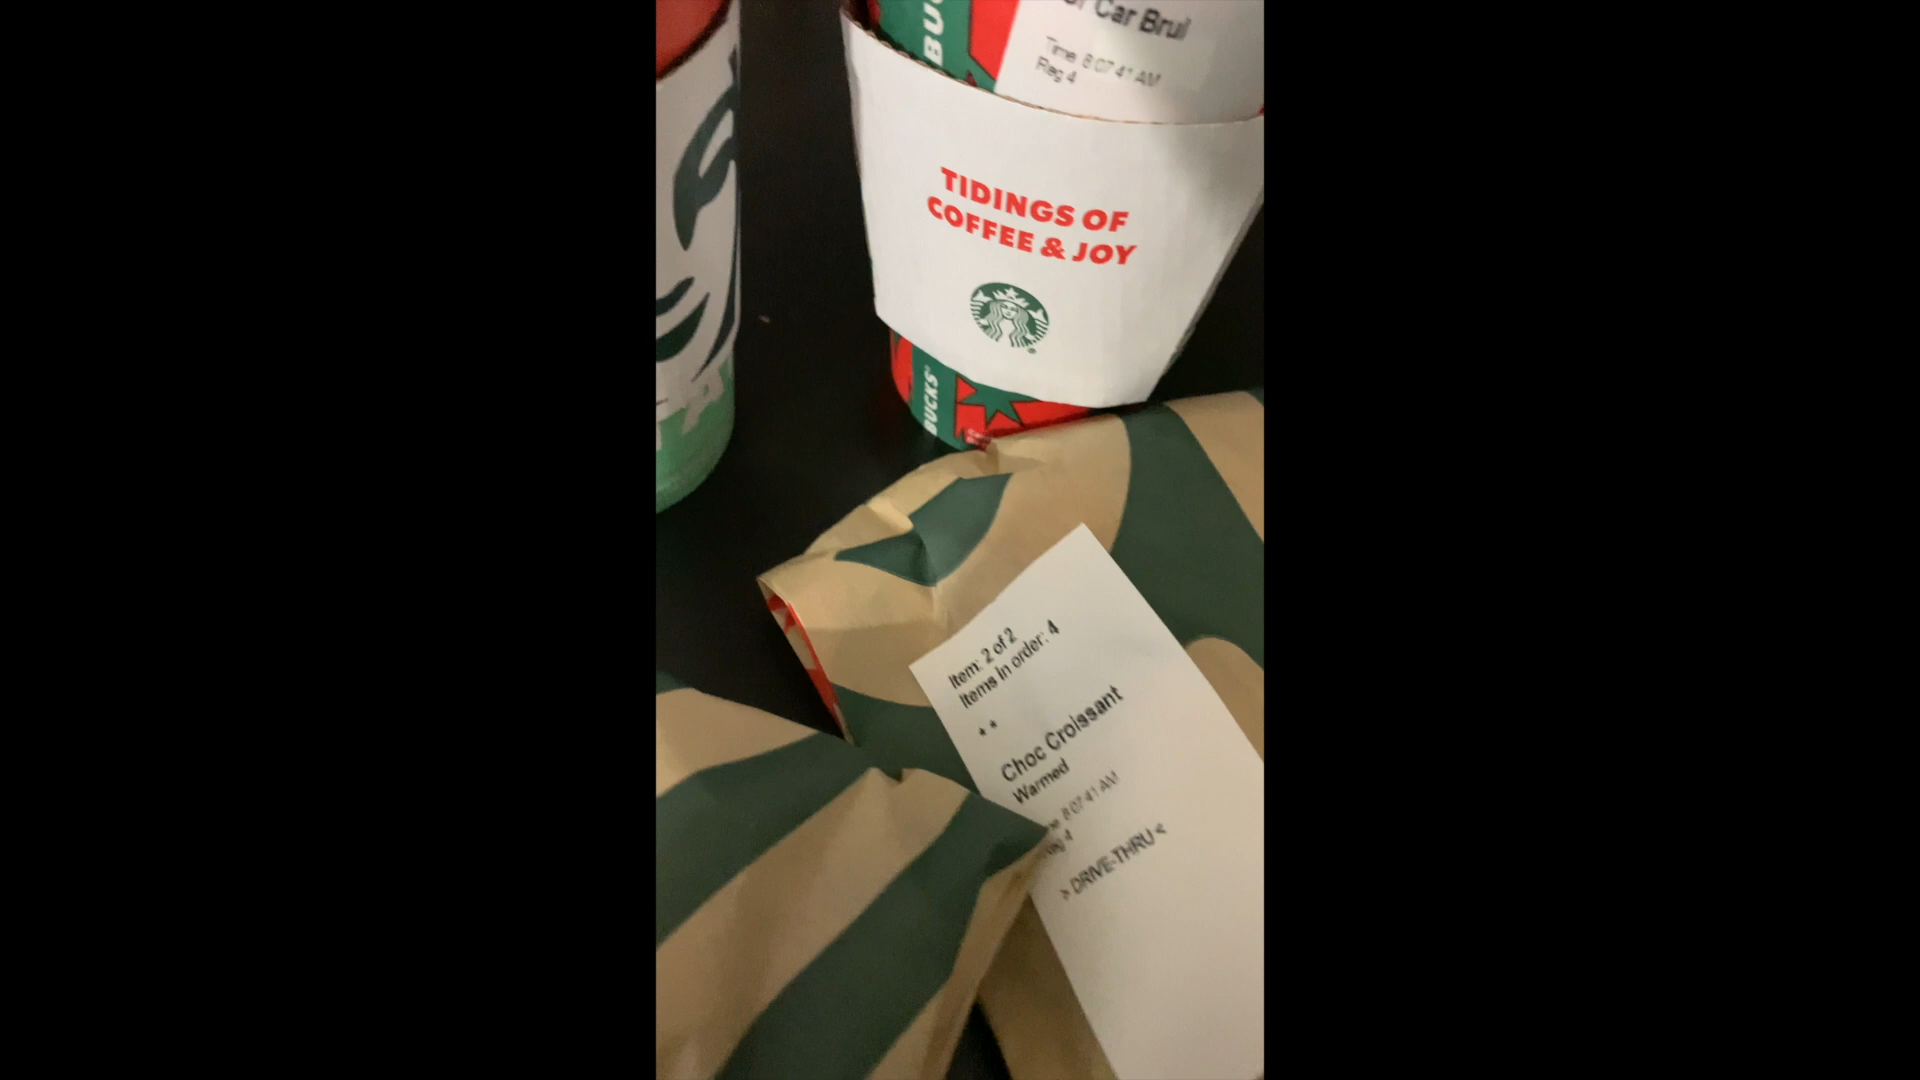 BUC
Car Brul
Time 8:07:41 AM
Reg 4
TIDINGS OF
COFFEE & JOY
BUCKS
Item: 2 of 2
Items in order: 4
**
Choc Croissant
Warmed
8:07:41 AM
4
> DRIVE-THRU <